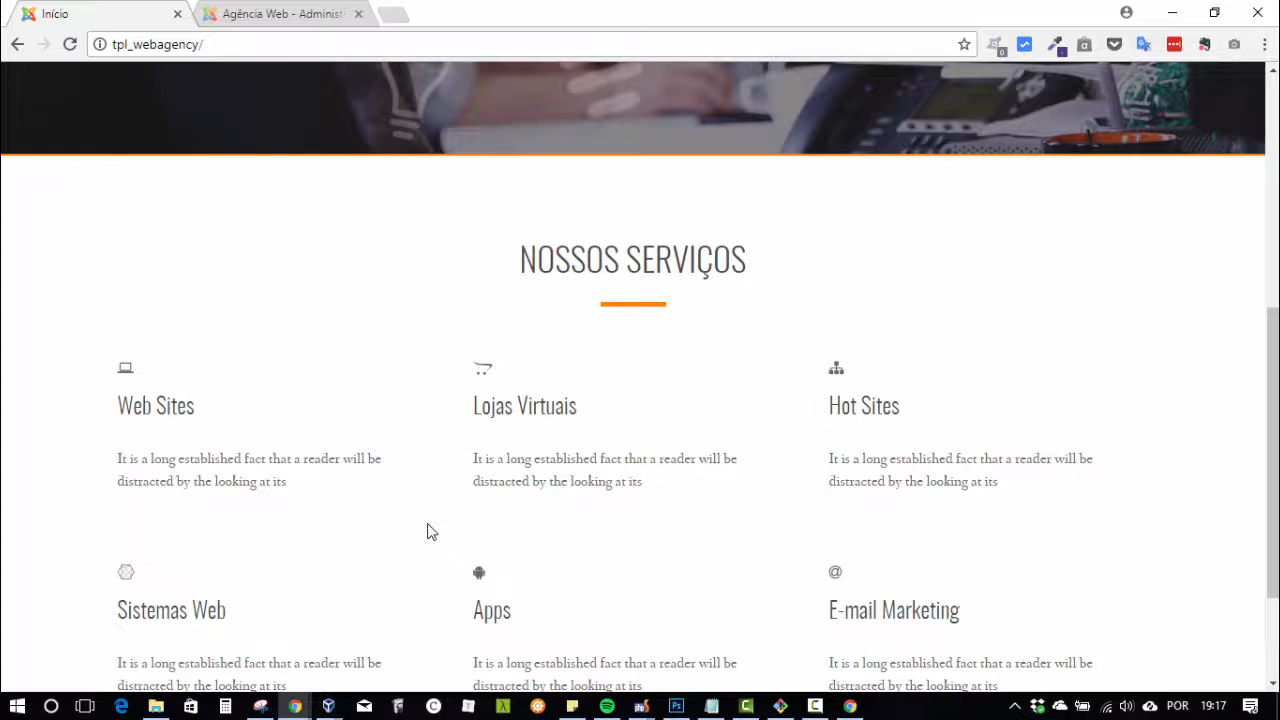 Início
Agência Web - Administ
tpl_webagency/
NOSSOS SERVIÇOS
Web Sites
Lojas Virtuais
Hot Sites
It is a long established fact that a reader will be
distracted by the looking at its
It is a long established fact that a reader will be
distracted by the looking at its
It is a long established fact that a reader will be
distracted by the looking at its
Sistemas Web
Apps
E-mail Marketing
It is a long established fact that a reader will be
distracted by the looking at its
It is a long established fact that a reader will be
distracted by the looking at its
It is a long established fact that a reader will be
distracted by the looking at its
POR
19:17